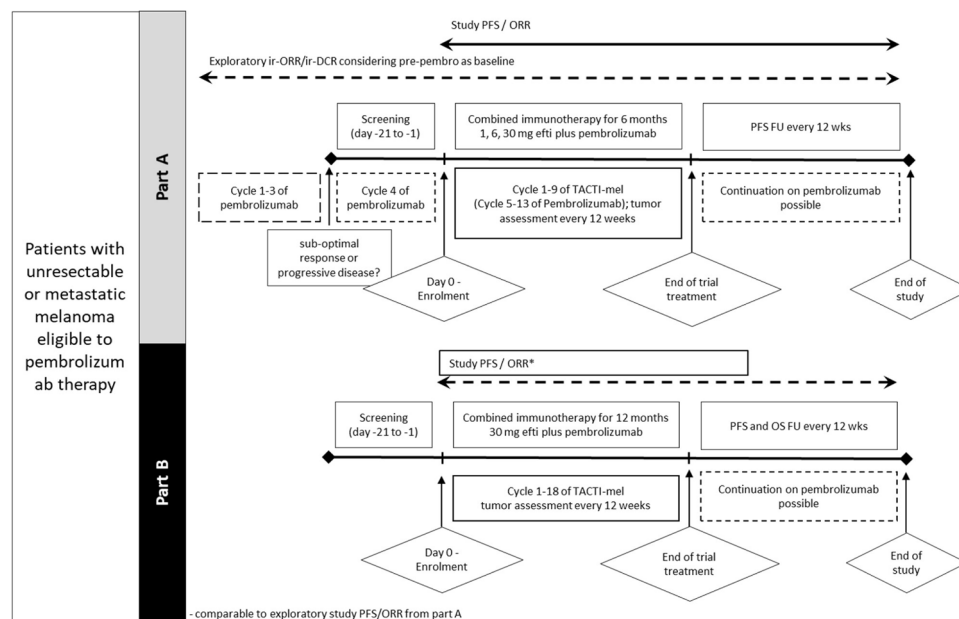 Patients with
unresectable
or metastatic
melanoma
eligible to
pembrolizum
ab therapy
Part A
Study PFS / ORR
Exploratory ir-ORR/ir-DCR considering pre-pembro as baseline
Screening
(day -21 to -1)
Combined immunotherapy for 6 months
1, 6, 30 mg efti plus pembrolizumab
PFS FU every 12 wks
Cycle 1-3 of
pembrolizumab
Cycle 4 of
pembrolizumab
Cycle 1-9 of TACTI-mel
(Cycle 5-13 of Pembrolizumab); tumor
assessment every 12 weeks
Continuation on pembrolizumab
possible
sub-optimal
response or
progressive disease?
Day 0 -
Enrolment
End of trial
treatment
End of
study
Part B
Study PFS / ORR*
Screening
(day -21 to -1)
Combined immunotherapy for 12 months
30 mg efti plus pembrolizumab
PFS and OS FU every 12 wks
Cycle 1-18 of TACTI-mel
tumor assessment every 12 weeks
Continuation on pembrolizumab
possible
Day 0 -
Enrolment
End of trial
treatment
End of
study
- comparable to exploratory study PFS/ORR from part A